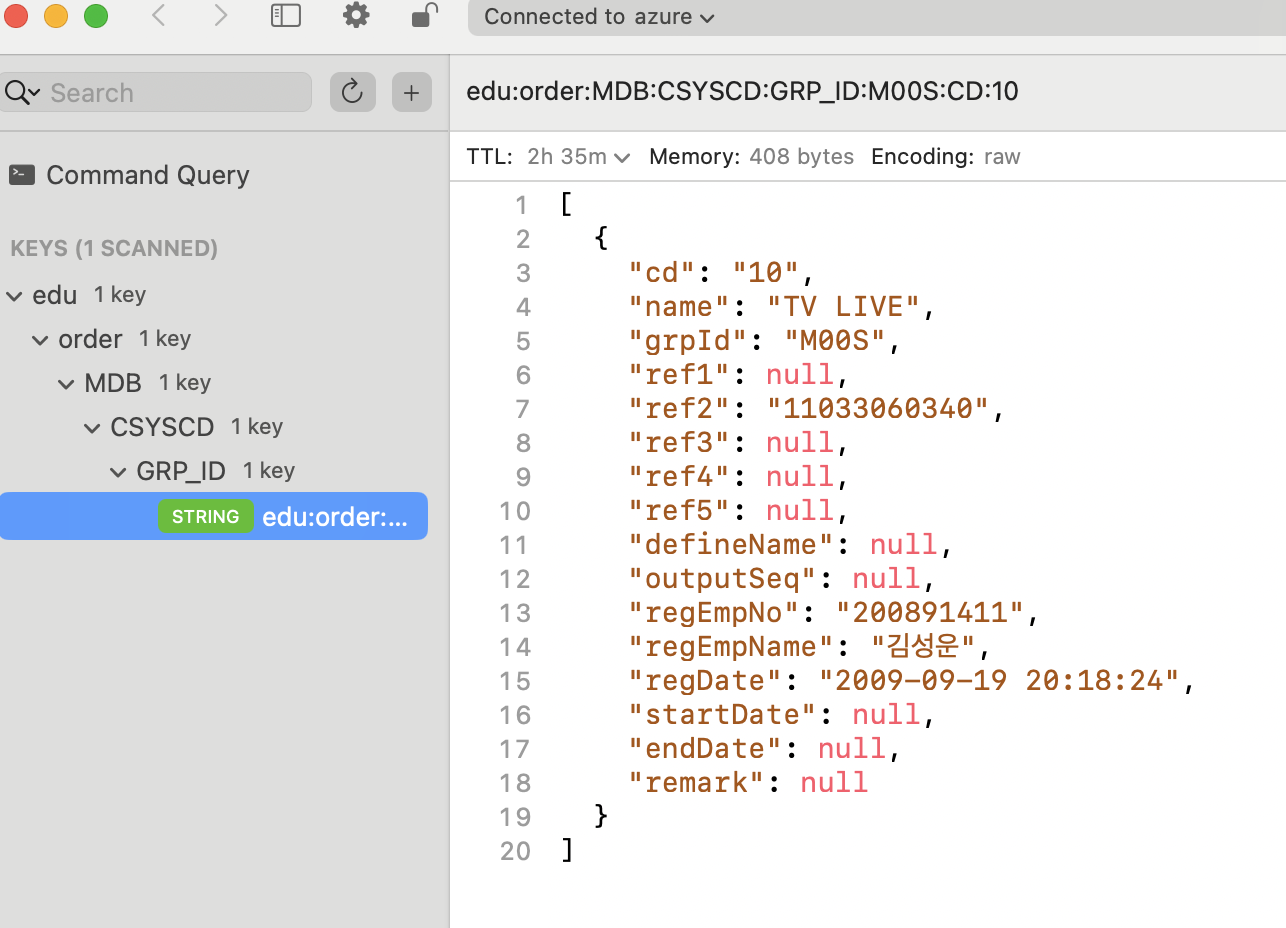 Connected to azure
Search
edu:order:MDB:CSYSCD:GRP_ID:M00S:CD:10
TTL: 2h 35m Memory: 408 bytes Encoding: raw
Command Query
KEYS (1 SCANNED)
edu 1 key
order 1 key
MDB 1 key
CSYSCD 1 key
GRP_ID 1 key
STRING edu:order:...
1 [
2 {
3 "cd": "10",
4 "name": "TV LIVE",
5 "grpId": "M00S",
6 "ref1": null,
7 "ref2": "11033060340",
8 "ref3": null,
9 "ref4": null,
10 "ref5": null,
11 "defineName": null,
12 "outputSeq": null,
13 "regEmpNo": "200891411",
14 "regEmpName": "김성운",
15 "regDate": "2009-09-19 20:18:24",
16 "startDate": null,
17 "endDate": null,
18 "remark": null
19 }
20 ]